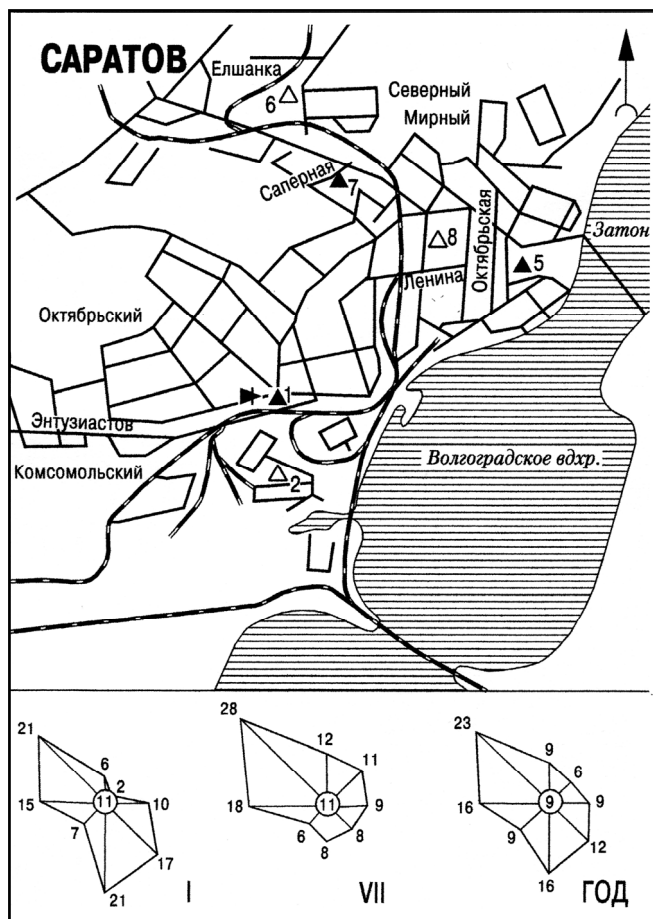 САРАТОВ
Елшанка
6
Северный
Мирный
Саперная
7
Затон
8
Октябрьская
5
Ленина
Октябрьский
1
Энтузиастов
Комсомольский
2
Волгоградское вдхр.
21
6
2
15
11
10
7
17
21
I
28
12
11
18
11
9
6
8
8
VII
23
9
6
16
9
9
9
12
16
ГОД